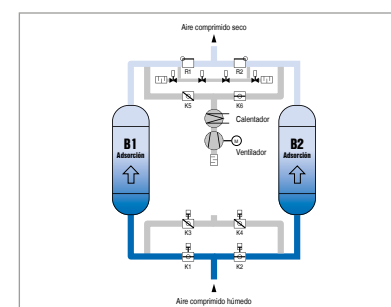 Aire comprimido seco
R1 R2
K5 K6
Calentador
B1 B2
Adsorción Adsorción
M
Ventilador
K3 K4
K1 K2
Aire comprimido húmedo